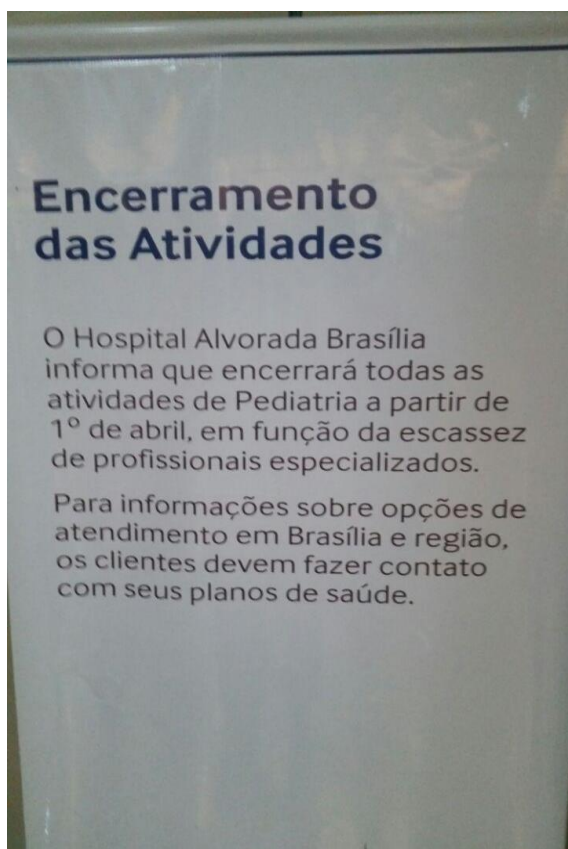 Encerramento
das Atividades
O Hospital Alvorada Brasília
informa que encerrará todas as
atividades de Pediatria a partir de
1º de abril, em função da escassez
de profissionais especializados.
Para informações sobre opções de
atendimento em Brasília e região,
os clientes devem fazer contato
com seus planos de saúde.